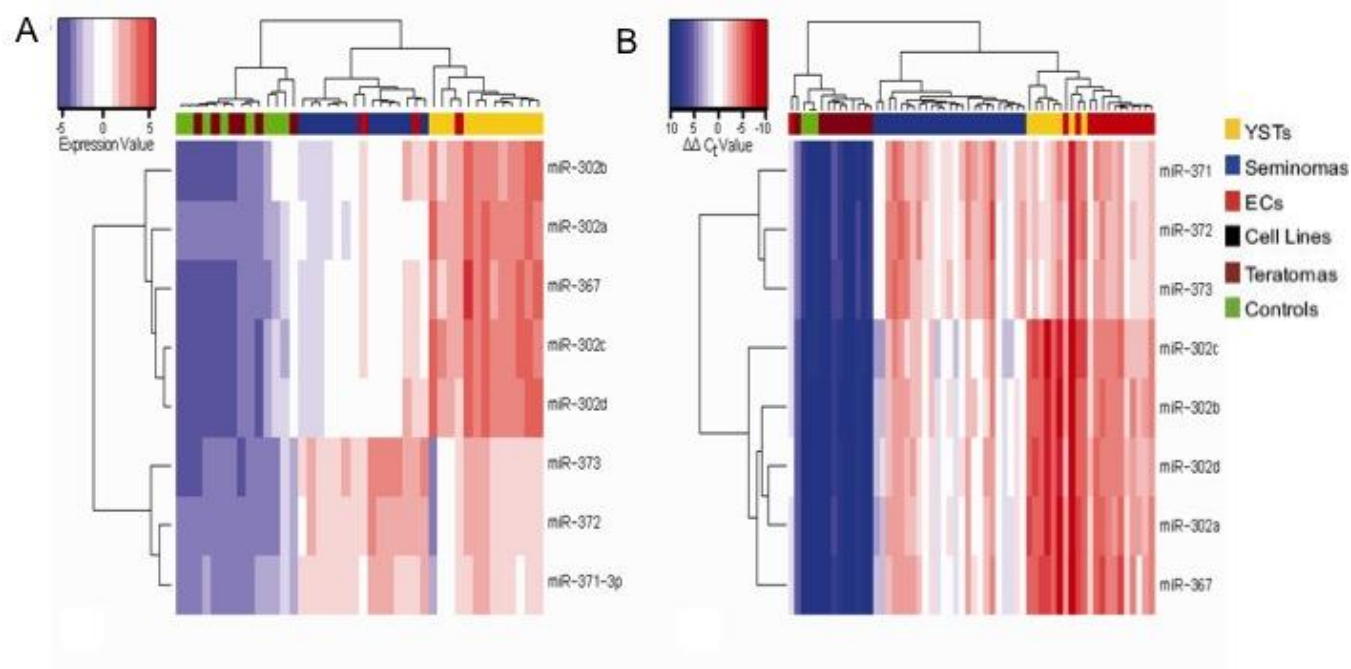 A
-5 0 5
Expression Value
miR-302b
miR-302a
miR-367
miR-302c
miR-302d
miR-373
miR-372
miR-371-3p
B
10 5 0 -5 -10
ΔΔ Ct Value
miR-371
miR-372
miR-373
miR-302c
miR-302b
miR-302d
miR-302a
miR-367
YSTs
Seminomas
ECs
Cell Lines
Teratomas
Controls